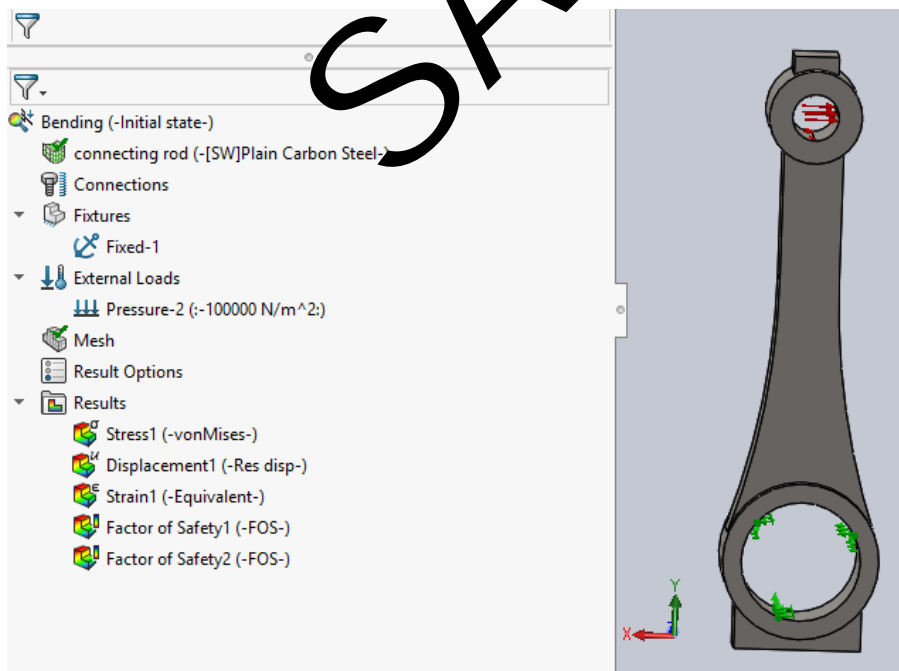 SA
Bending (-Initial state-)
connecting rod (-[SW]Plain Carbon Steel-)
Connections
Fixtures
Fixed-1
External Loads
Pressure-2 (:-100000 N/m^2:)
Mesh
Result Options
Results
σ Stress1 (-vonMises-)
U Displacement1 (-Res disp-)
ε Strain1 (-Equivalent-)
Factor of Safety1 (-FOS-)
Factor of Safety2 (-FOS-)
Y
X